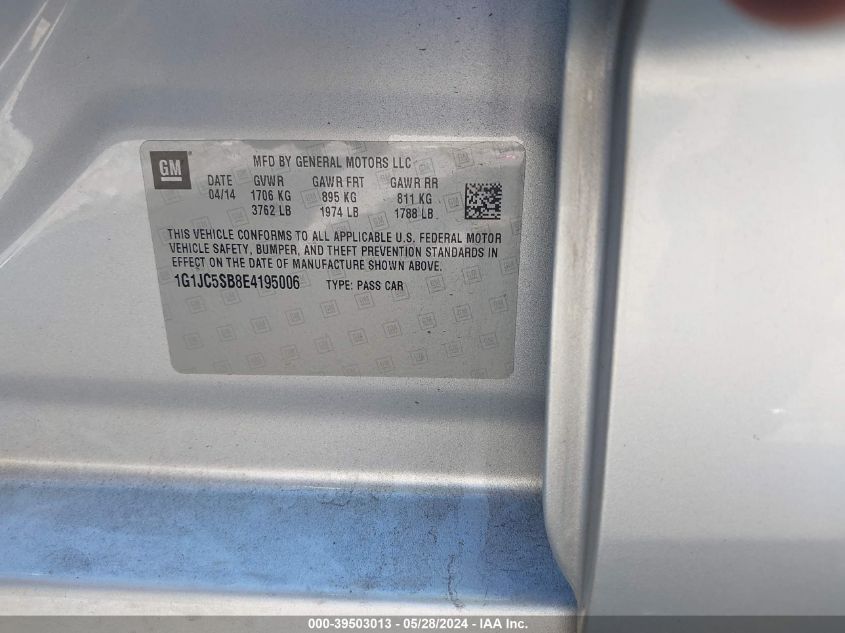 GM
MFD BY GENERAL MOTORS LLC
DATE GVWR GAWR FRT GAWR RR
04/14 1706 KG 895 KG 811 KG
3762 LB 1974 LB 1788 LB
THIS VEHICLE CONFORMS TO ALL APPLICABLE U.S. FEDERAL MOTOR
VEHICLE SAFETY, BUMPER, AND THEFT PREVENTION STANDARDS IN
EFFECT ON THE DATE OF MANUFACTURE SHOWN ABOVE.
1G1JC5SB8E4195006 TYPE: PASS CAR
000-39503013 - 05/28/2024 - IAA Inc.